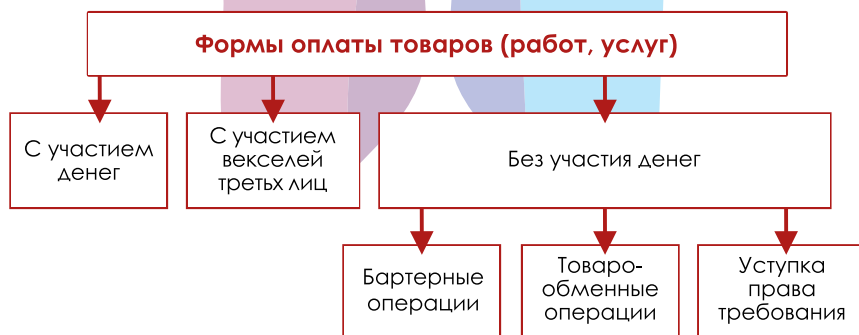 Формы оплаты товаров (работ, услуг)
С участием
денег
С участием
векселей
третьих лиц
Без участия денег
Бартерные
операции
Товаро-
обменные
операции
Уступка
права
требования